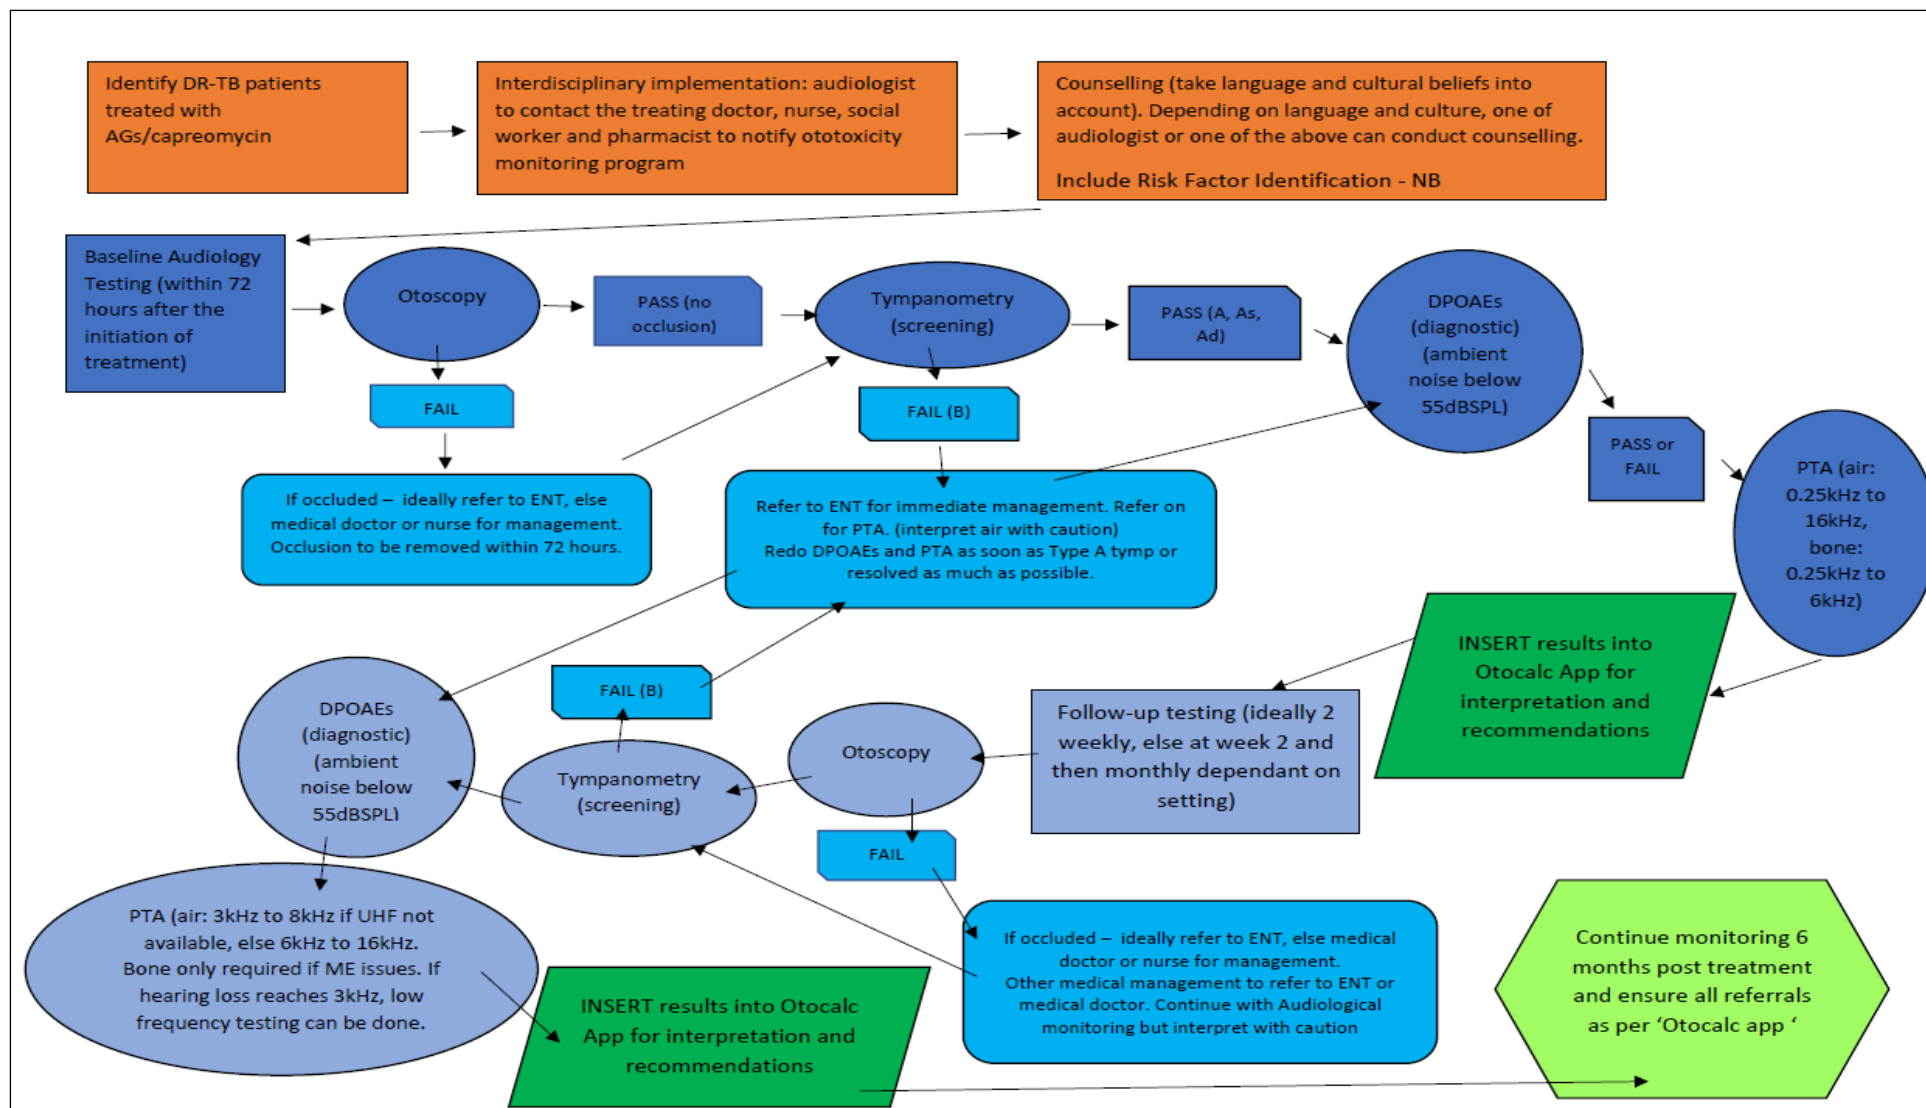 Identify DR-TB patients
treated with
AGs/capreomycin
Interdisciplinary implementation: audiologist
to contact the treating doctor, nurse, social
worker and pharmacist to notify ototoxicity
monitoring program
Counselling (take language and cultural beliefs into
account). Depending on language and culture, one of
audiologist or one of the above can conduct counselling.
Include Risk Factor Identification - NB
Baseline Audiology
Testing (within 72
hours after the
initiation of
treatment)
Otoscopy
PASS (no
occlusion)
Tympanometry
(screening)
PASS (A, As,
Ad)
DPOAEs
(diagnostic)
(ambient
noise below
55dBSPL)
FAIL
FAIL (B)
PASS or
FAIL
PTA (air:
0.25kHz to
16kHz,
bone:
0.25kHz to
6kHz)
If occluded – ideally refer to ENT, else
medical doctor or nurse for management.
Occlusion to be removed within 72 hours.
Refer to ENT for immediate management. Refer on
for PTA. (interpret air with caution)
Redo DPOAEs and PTA as soon as Type A tymp or
resolved as much as possible.
INSERT results into
Otocalc App for
interpretation and
recommendations
Follow-up testing (ideally 2
weekly, else at week 2 and
then monthly dependant on
setting)
Otoscopy
FAIL (B)
Tympanometry
(screening)
DPOAEs
(diagnostic)
(ambient
noise below
55dBSPL)
FAIL
If occluded – ideally refer to ENT, else medical
doctor or nurse for management.
Other medical management to refer to ENT or
medical doctor. Continue with Audiological
monitoring but interpret with caution
PTA (air: 3kHz to 8kHz if UHF not
available, else 6kHz to 16kHz.
Bone only required if ME issues. If
hearing loss reaches 3kHz, low
frequency testing can be done.
INSERT results into Otocalc
App for interpretation and
recommendations
Continue monitoring 6
months post treatment
and ensure all referrals
as per ‘Otocalc app ‘